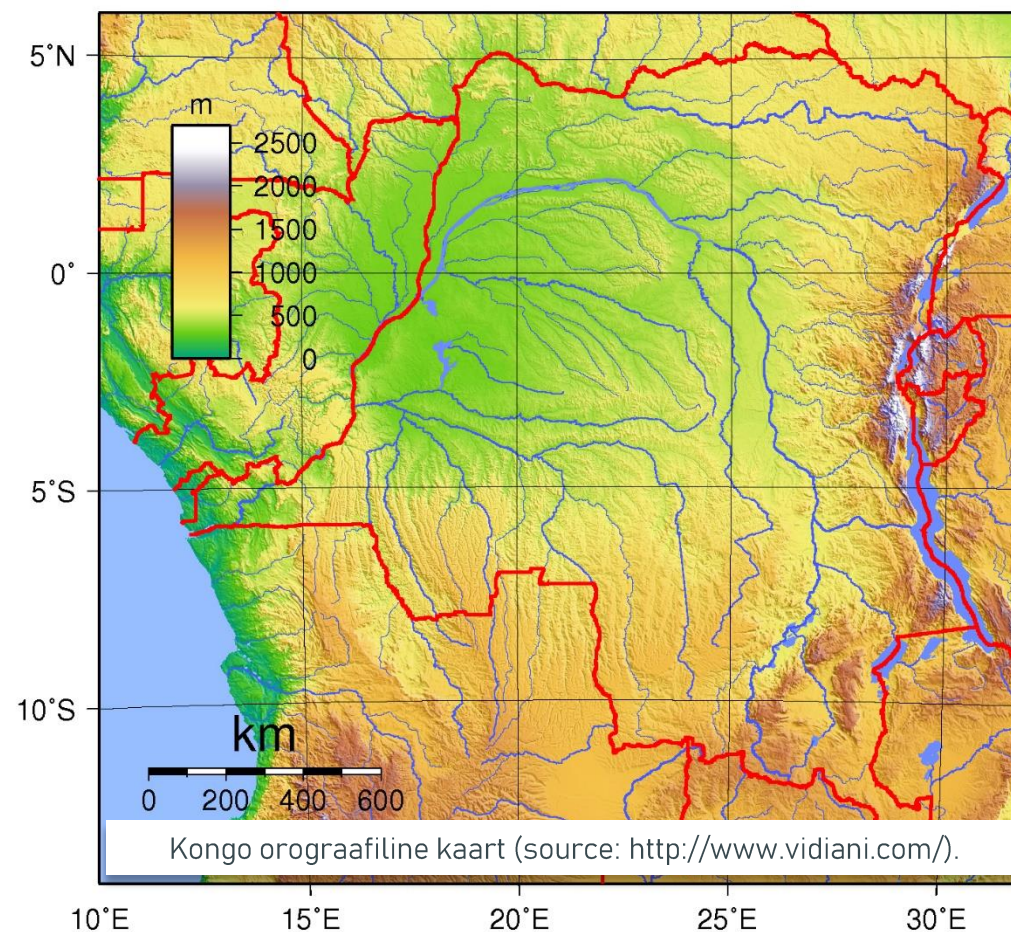 5°N
m
2500
2000
1500
1000
500
0
0°
5°S
10°S
km
0 200 400 600
Kongo orograafiline kaart (source: http://www.vidiani.com/).
10°E 15°E 20°E 25°E 30°E